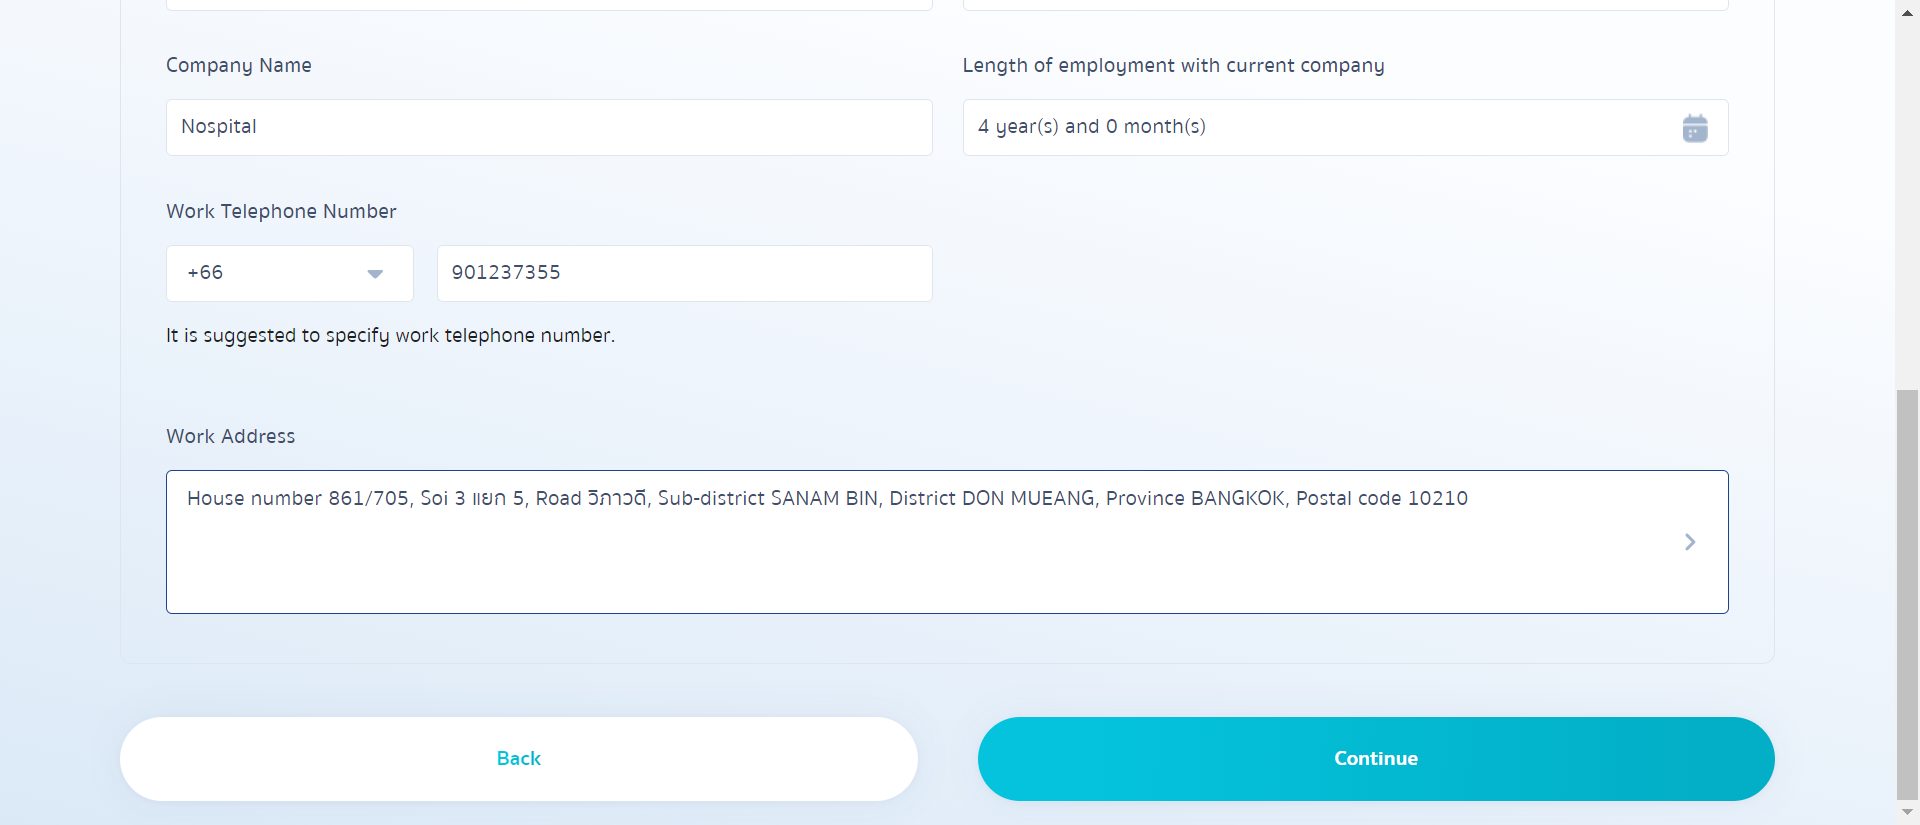 Company Name
Length of employment with current company
Nospital
4 year(s) and 0 month(s)
Work Telephone Number
+66
901237355
It is suggested to specify work telephone number.
Work Address
House number 861/705, Soi 3 แยก 5, Road วิภาวดี, Sub-district SANAM BIN, District DON MUEANG, Province BANGKOK, Postal code 10210
Back
Continue